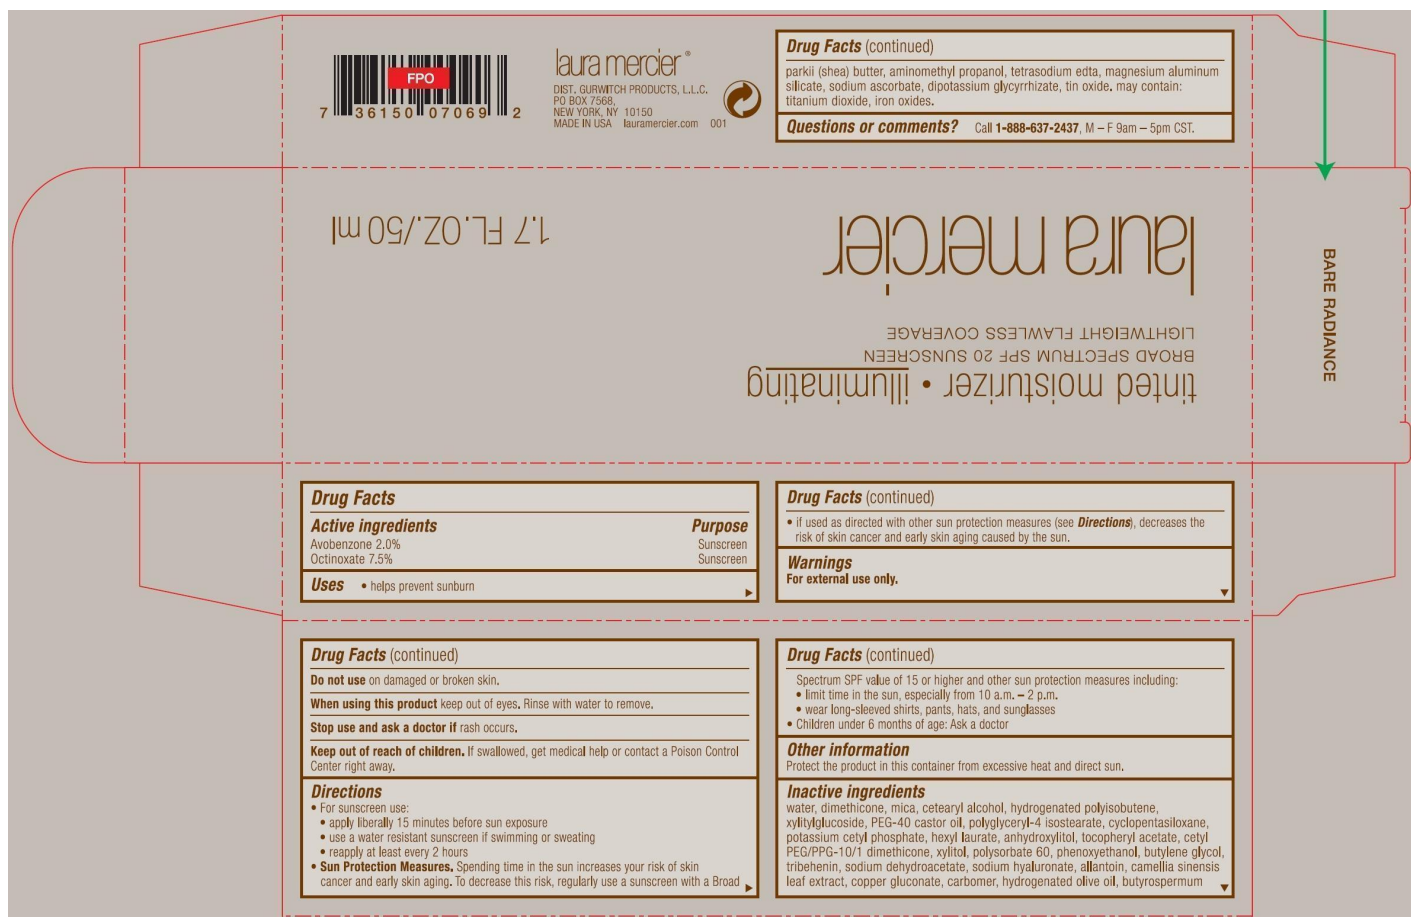 FPO
7 36150 07069 2
laura mercier®
DIST. GURWITCH PRODUCTS, L.L.C.
PO BOX 7568,
NEW YORK, NY 10150
MADE IN USA lauramercier.com 001
Drug Facts (continued)
parkii (shea) butter, aminomethyl propanol, tetrasodium edta, magnesium aluminum
silicate, sodium ascorbate, dipotassium glycyrrhizate, tin oxide. may contain:
titanium dioxide, iron oxides.
Questions or comments? Call 1-888-637-2437, M – F 9am – 5pm CST.
tinted moisturizer • illuminating
BROAD SPECTRUM SPF 20 SUNSCREEN
LIGHTWEIGHT FLAWLESS COVERAGE
laura mercier
1.7 FL.OZ./50 ml
BARE RADIANCE
Drug Facts
Active ingredients Purpose
Avobenzone 2.0% Sunscreen
Octinoxate 7.5% Sunscreen
Uses • helps prevent sunburn
Drug Facts (continued)
• if used as directed with other sun protection measures (see Directions), decreases the
risk of skin cancer and early skin aging caused by the sun.
Warnings
For external use only.
Drug Facts (continued)
Do not use on damaged or broken skin.
When using this product keep out of eyes. Rinse with water to remove.
Stop use and ask a doctor if rash occurs.
Keep out of reach of children. If swallowed, get medical help or contact a Poison Control
Center right away.
Directions
• For sunscreen use:
• apply liberally 15 minutes before sun exposure
• use a water resistant sunscreen if swimming or sweating
• reapply at least every 2 hours
• Sun Protection Measures. Spending time in the sun increases your risk of skin
cancer and early skin aging. To decrease this risk, regularly use a sunscreen with a Broad
Drug Facts (continued)
Spectrum SPF value of 15 or higher and other sun protection measures including:
• limit time in the sun, especially from 10 a.m. – 2 p.m.
• wear long-sleeved shirts, pants, hats, and sunglasses
• Children under 6 months of age: Ask a doctor
Other information
Protect the product in this container from excessive heat and direct sun.
Inactive ingredients
water, dimethicone, mica, cetearyl alcohol, hydrogenated polyisobutene,
xylitylglucoside, PEG-40 castor oil, polyglyceryl-4 isostearate, cyclopentasiloxane,
potassium cetyl phosphate, hexyl laurate, anhydroxylitol, tocopheryl acetate, cetyl
PEG/PPG-10/1 dimethicone, xylitol, polysorbate 60, phenoxyethanol, butylene glycol,
tribehenin, sodium dehydroacetate, sodium hyaluronate, allantoin, camellia sinensis
leaf extract, copper gluconate, carbomer, hydrogenated olive oil, butyrospermum